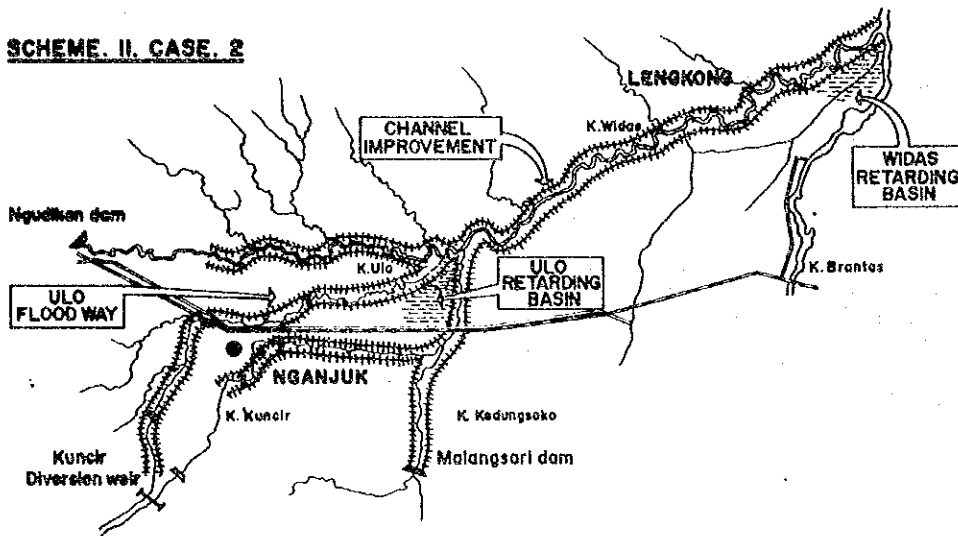 SCHEME. II. CASE. 2
LENGKONG
K. Widas
CHANNEL
IMPROVEMENT
WIDAS
RETARDING
BASIN
Ngudikan dam
K. Ulo
ULO
RETARDING
BASIN
K. Brantas
ULO
FLOOD WAY
NGANJUK
K. Kuncir
K. Kedungsoko
Kuncir
Diversion weir
Malangsari dam